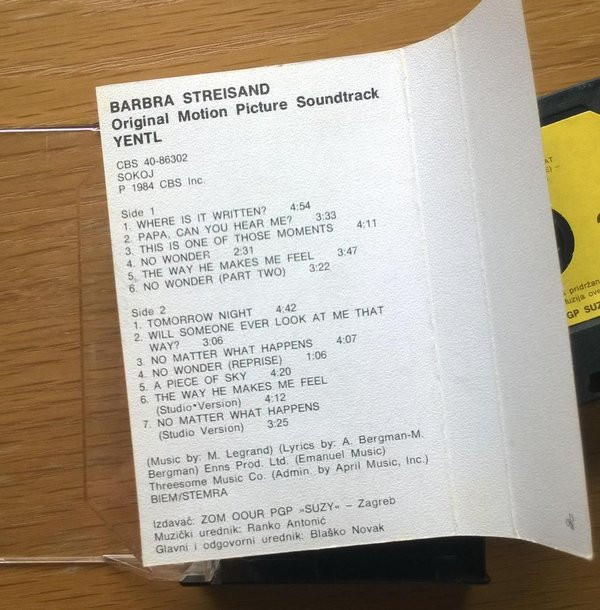 BARBRA STREISAND
Original Motion Picture Soundtrack
YENTL
CBS 40-86302
SOKOJ
P 1984 CBS Inc.
Side 1
1. WHERE IS IT WRITTEN? 4:54
2. PAPA, CAN YOU HEAR ME? 3:33
3. THIS IS ONE OF THOSE MOMENTS 4:11
4. NO WONDER 2:31
5. THE WAY HE MAKES ME FEEL 3:47
6. NO WONDER (PART TWO) 3:22
Side 2
1. TOMORROW NIGHT 4:42
2. WILL SOMEONE EVER LOOK AT ME THAT
WAY? 3:06
3. NO MATTER WHAT HAPPENS 4:07
4. NO WONDER (REPRISE) 1:06
5. A PIECE OF SKY 4:20
6. THE WAY HE MAKES ME FEEL
(Studio Version) 4:12
7. NO MATTER WHAT HAPPENS
(Studio Version) 3:25
(Music by: M. Legrand) (Lyrics by: A. Bergman-M.
Bergman) Enns Prod. Ltd. (Emanuel Music)
Threesome Music Co. (Admin. by April Music, Inc.)
BIEM/STEMRA
Izdavač: ZOM OOUR PGP »SUZY« – Zagreb
Muzički urednik: Ranko Antonić
Glavni i odgovorni urednik: Blaško Novak
AT
pridržan
PGP SUZ